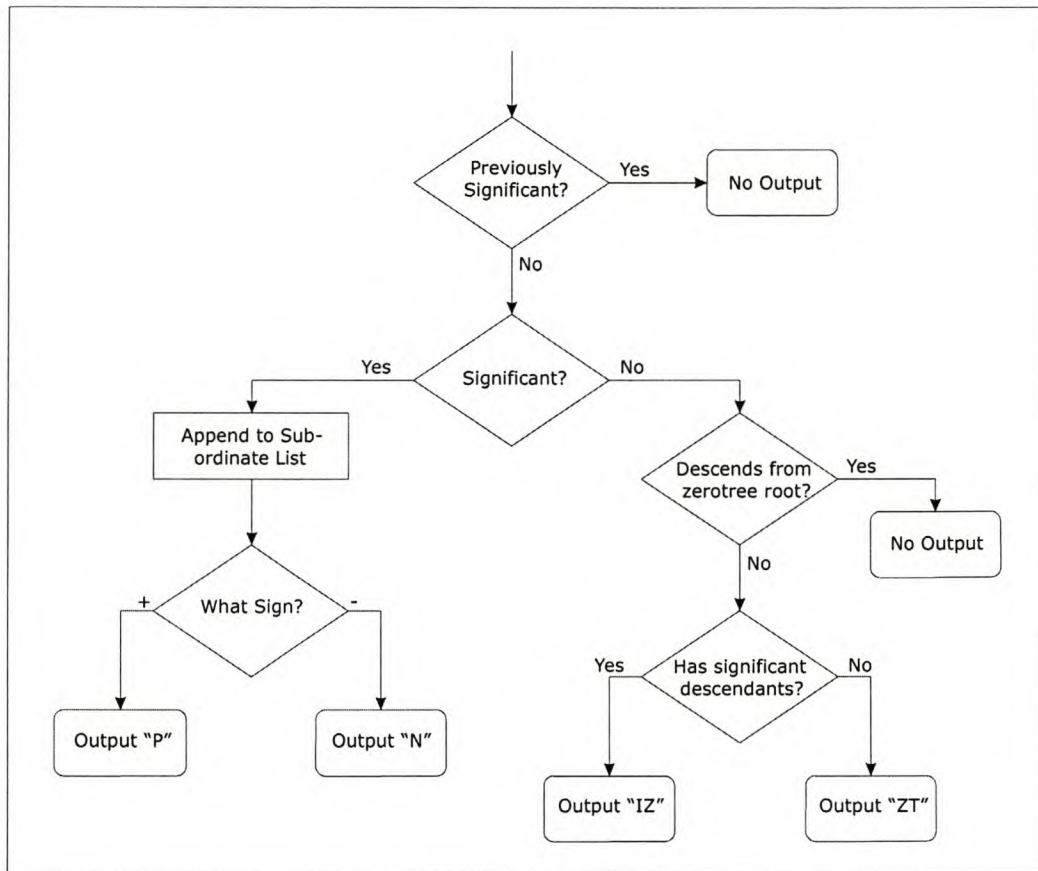 Previously
Significant?
Yes
No Output
No
Significant?
Yes
No
Append to Sub-
ordinate List
Descends from
zerotree root?
Yes
No Output
No
What Sign?
+
-
Has significant
descendants?
Yes
No
Output “P”
Output “N”
Output “IZ”
Output “ZT”